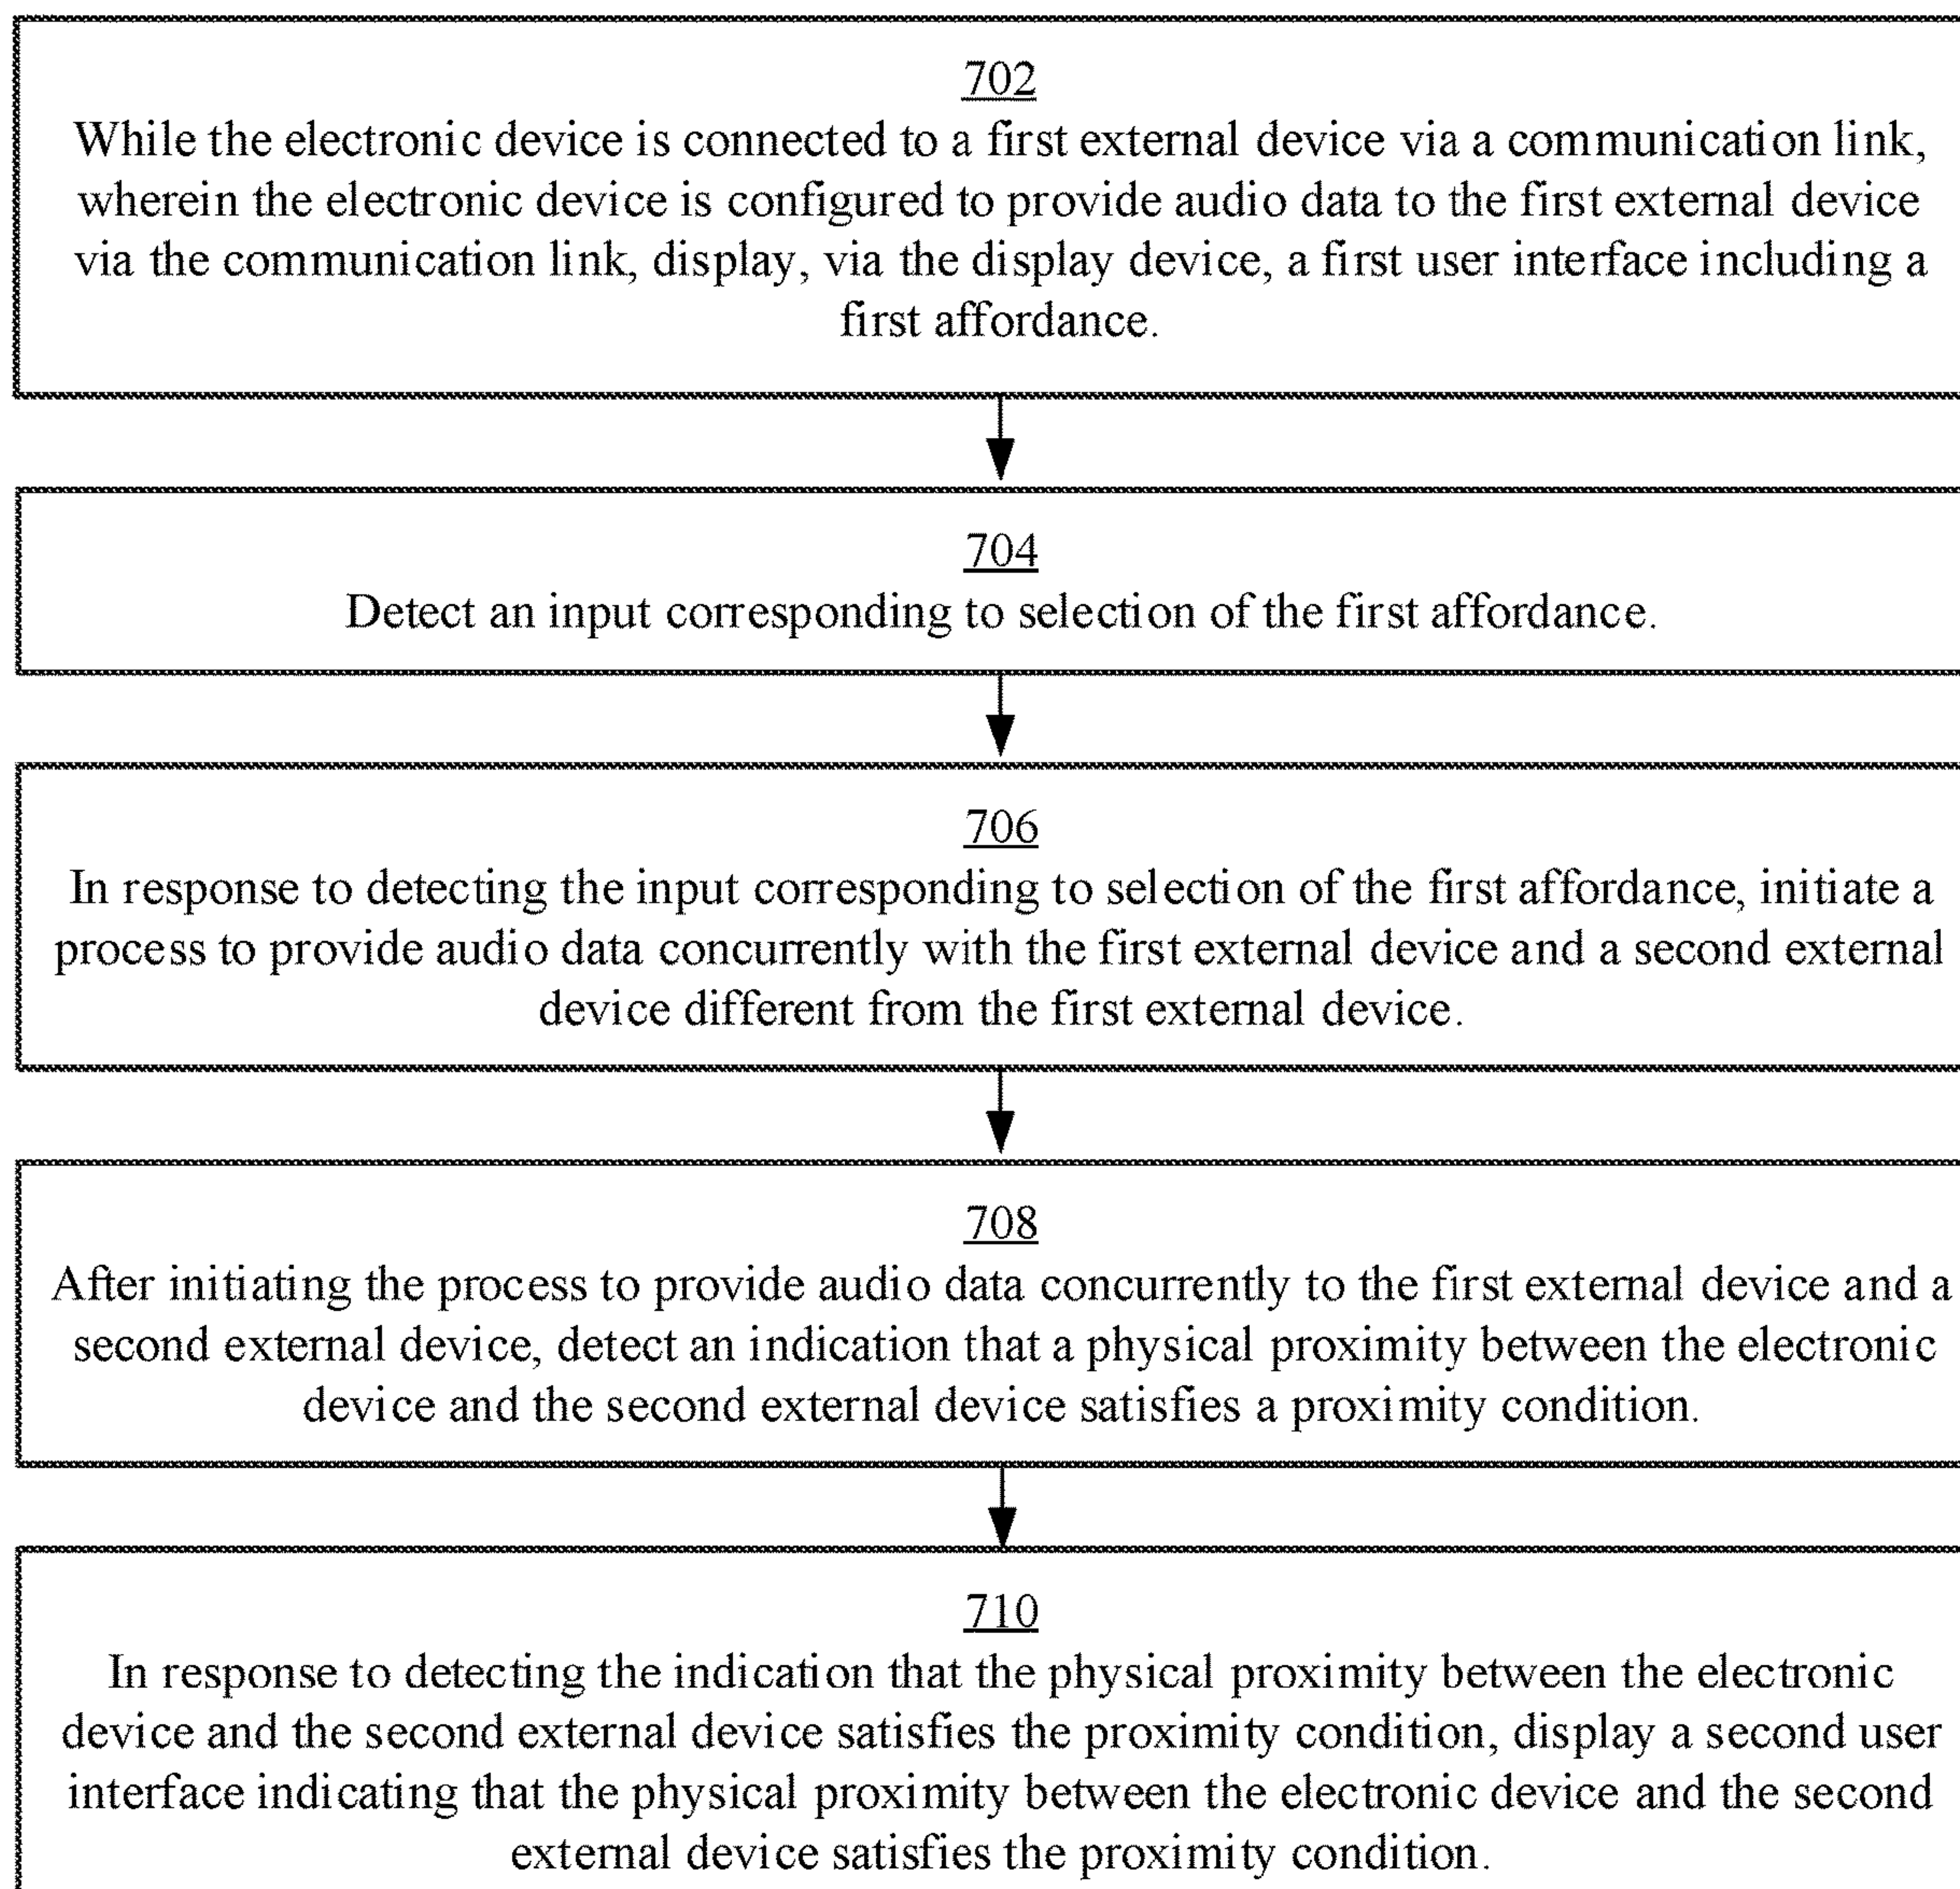 702
While the electronic device is connected to a first external device via a communication link,
wherein the electronic device is configured to provide audio data to the first external device
via the communication link, display, via the display device, a first user interface including a
first affordance.
704
Detect an input corresponding to selection of the first affordance.
706
In response to detecting the input corresponding to selection of the first affordance, initiate a
process to provide audio data concurrently with the first external device and a second external
device different from the first external device.
708
After initiating the process to provide audio data concurrently to the first external device and a
second external device, detect an indication that a physical proximity between the electronic
device and the second external device satisfies a proximity condition.
710
In response to detecting the indication that the physical proximity between the electronic
device and the second external device satisfies the proximity condition, display a second user
interface indicating that the physical proximity between the electronic device and the second
external device satisfies the proximity condition.